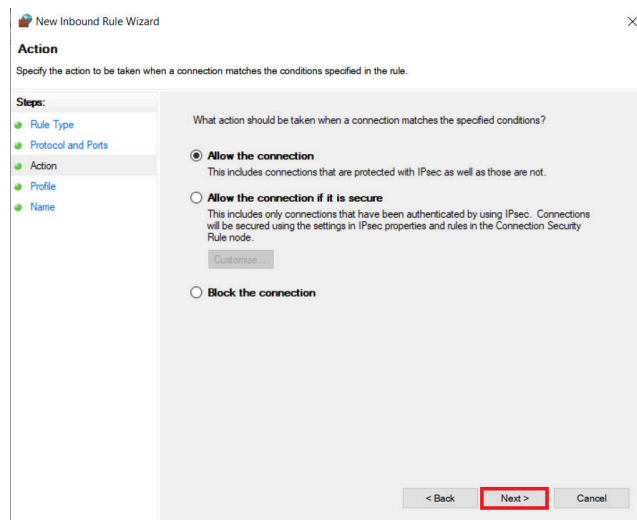 New Inbound Rule Wizard
Action
Specify the action to be taken when a connection matches the conditions specified in the rule.
Steps:
Rule Type
Protocol and Ports
Action
Profile
Name
What action should be taken when a connection matches the specified conditions?
Allow the connection
This includes connections that are protected with IPsec as well as those are not.
Allow the connection if it is secure
This includes only connections that have been authenticated by using IPsec. Connections
will be secured using the settings in IPsec properties and rules in the Connection Security
Rule node.
Customize...
Block the connection
< Back
Next >
Cancel